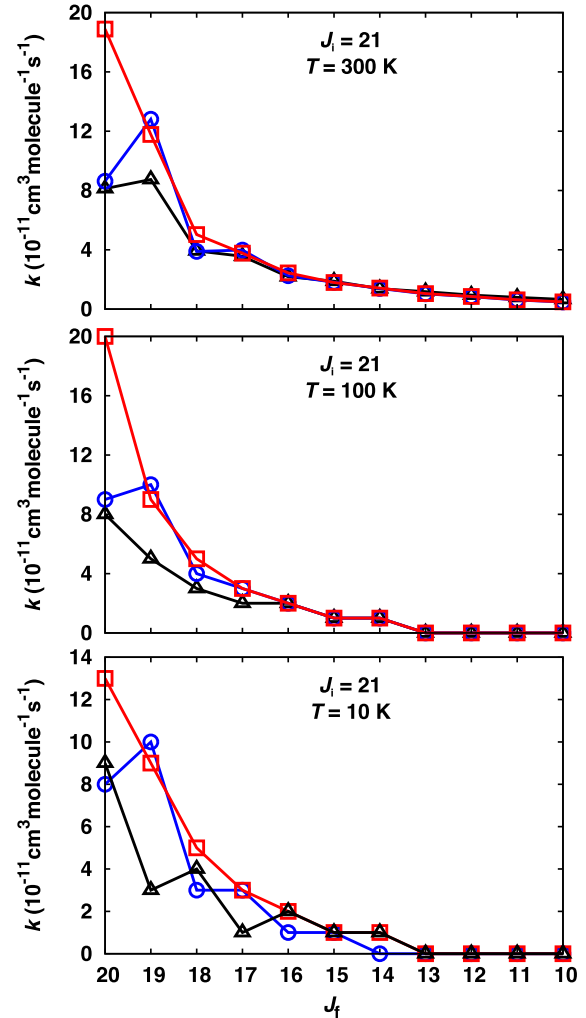 20
16
12
8
4
0
k (10⁻¹¹cm³molecule⁻¹s⁻¹)
Jᵢ = 21
T = 300 K
20
16
12
8
4
0
k (10⁻¹¹cm³molecule⁻¹s⁻¹)
Jᵢ = 21
T = 100 K
14
12
10
8
6
4
2
0
k (10⁻¹¹cm³molecule⁻¹s⁻¹)
Jᵢ = 21
T = 10 K
20 19 18 17 16 15 14 13 12 11 10
J_f